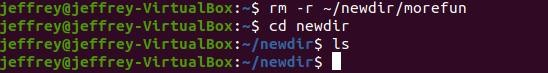 jeffrey@jeffrey-VirtualBox:~$ rm -r ~/newdir/morefun
jeffrey@jeffrey-VirtualBox:~$ cd newdir
jeffrey@jeffrey-VirtualBox:~/newdir$ ls
jeffrey@jeffrey-VirtualBox:~/newdir$